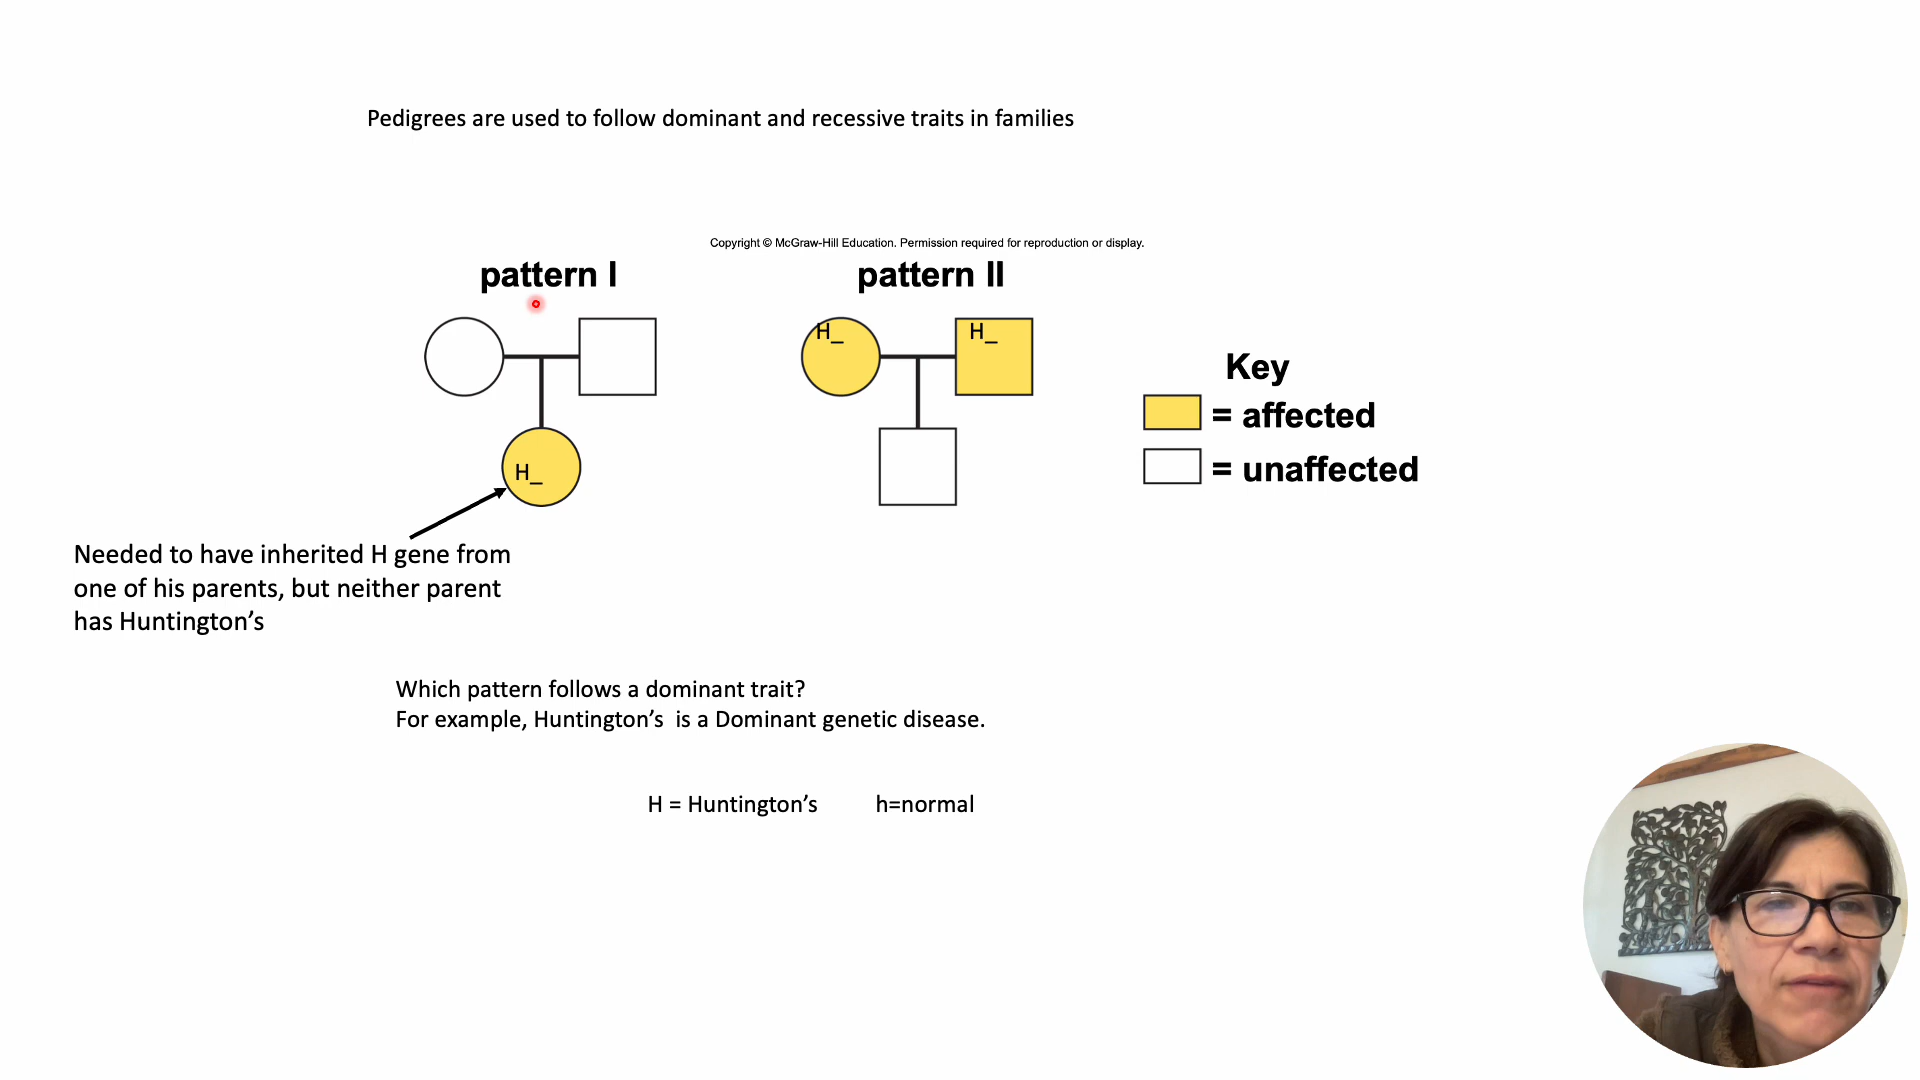 Pedigrees are used to follow dominant and recessive traits in families
Copyright © McGraw-Hill Education. Permission required for reproduction or display.
pattern I
pattern II
H_
H_
Key
= affected
= unaffected
H_
Needed to have inherited H gene from
one of his parents, but neither parent
has Huntington’s
Which pattern follows a dominant trait?
For example, Huntington’s  is a Dominant genetic disease.
H = Huntington’s
h=normal